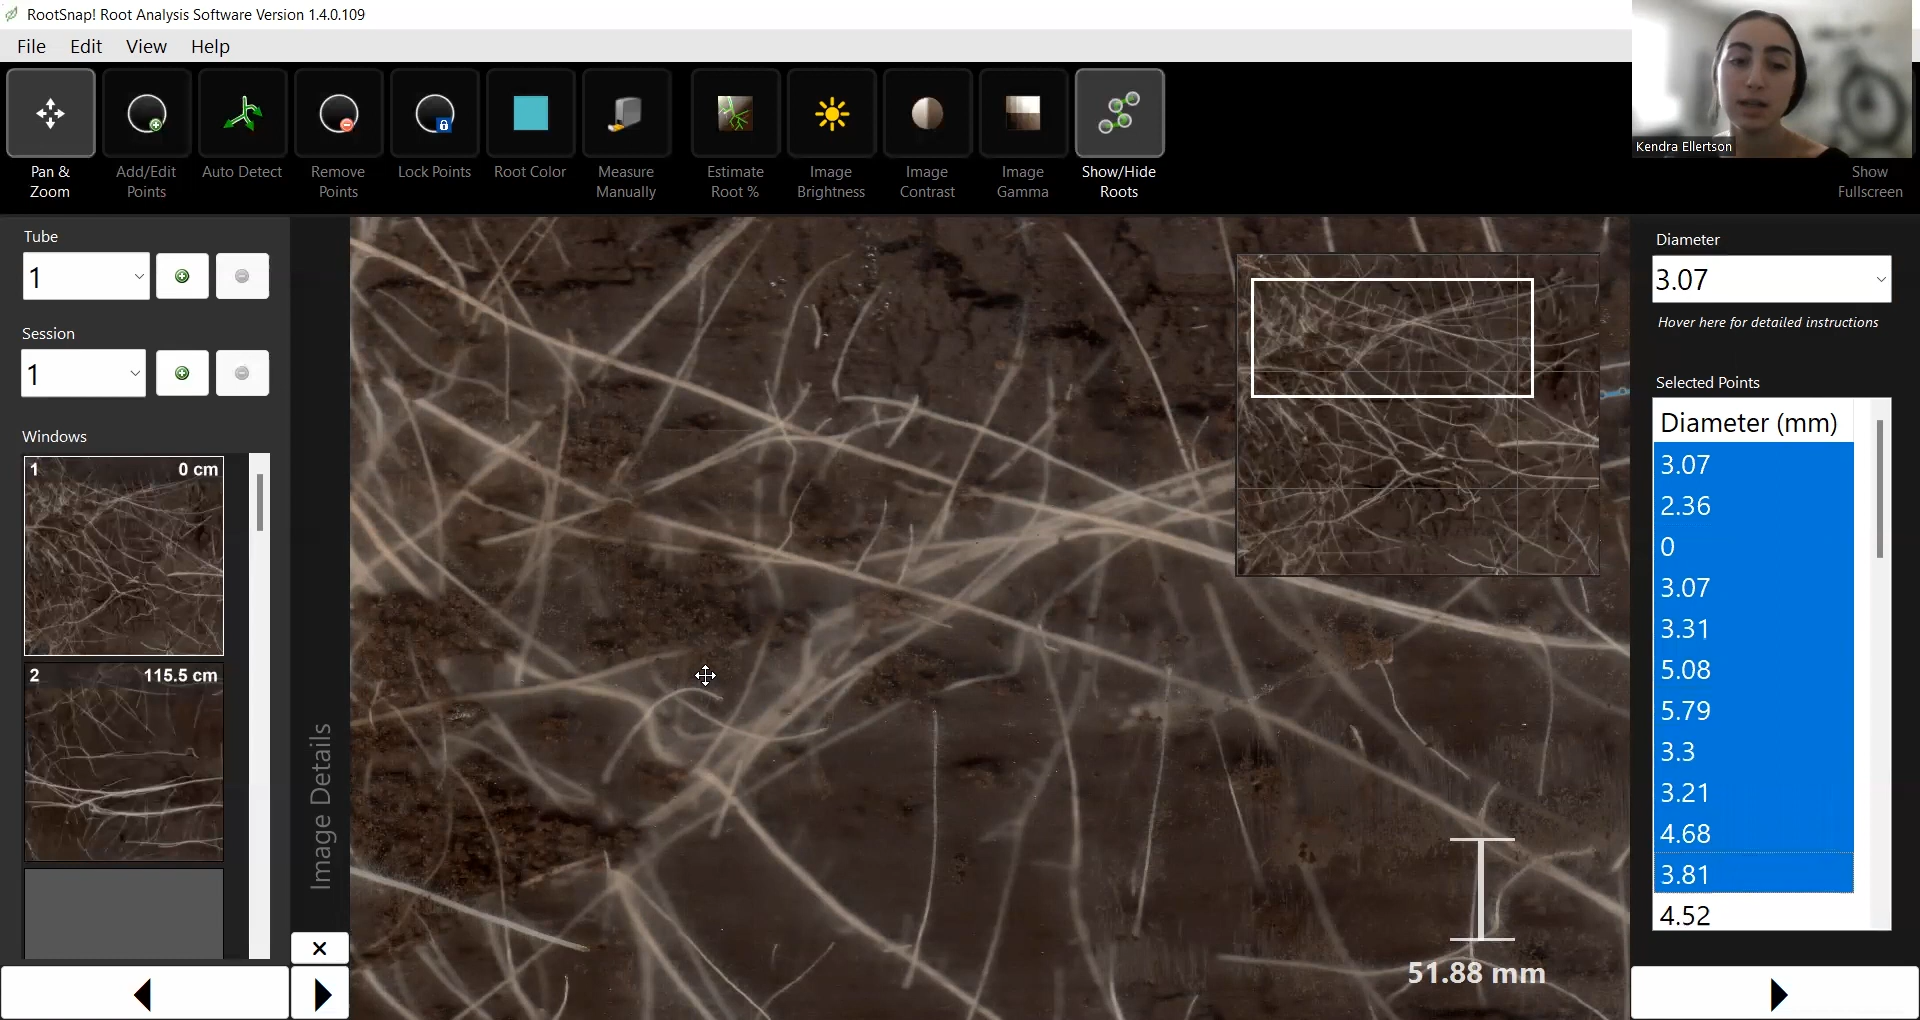 RootSnap! Root Analysis Software Version 1.4.0.109
File Edit View Help
Pan & Zoom
Add/Edit Points
Auto Detect
Remove Points
Lock Points
Root Color
Measure Manually
Estimate Root %
Image Brightness
Image Contrast
Image Gamma
Show/Hide Roots
Kendra Ellertson
Show Fullscreen
Tube
1
Session
1
Windows
1 0 cm
2 115.5 cm
Image Details
51.88 mm
Diameter
3.07
Hover here for detailed instructions
Selected Points
Diameter (mm)
3.07
2.36
0
3.07
3.31
5.08
5.79
3.3
3.21
4.68
3.81
4.52